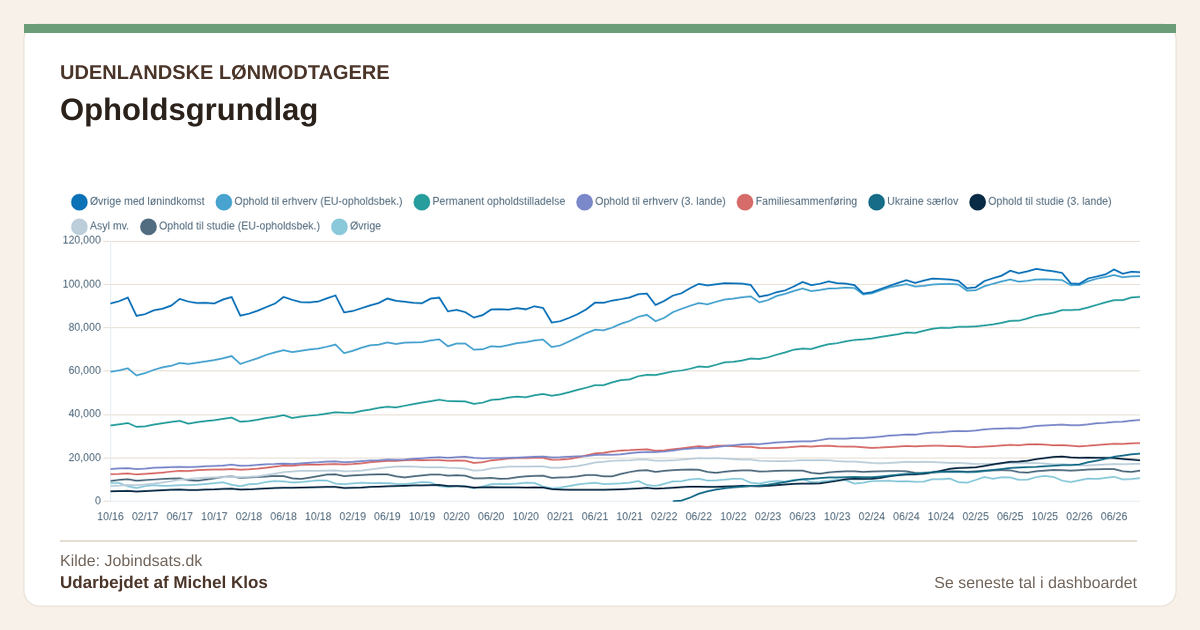 UDENLANDSKE LØNMODTAGERE
Opholdsgrundlag
Øvrige med lønindkomst Ophold til erhverv (EU-opholdsbek.) Permanent opholdstilladelse Ophold til erhverv (3. lande) Familiesammenføring Ukraine særlov Ophold til studie (3. lande)
Asyl mv. Ophold til studie (EU-opholdsbek.) Øvrige
120,000
100,000
80,000
60,000
40,000
20,000
0
10/16 02/17 06/17 10/17 02/18 06/18 10/18 02/19 06/19 10/19 02/20 06/20 10/20 02/21 06/21 10/21 02/22 06/22 10/22 02/23 06/23 10/23 02/24 06/24 10/24 02/25 06/25 10/25 02/26 06/26
Kilde: Jobindsats.dk
Udarbejdet af Michel Klos
Se seneste tal i dashboardet